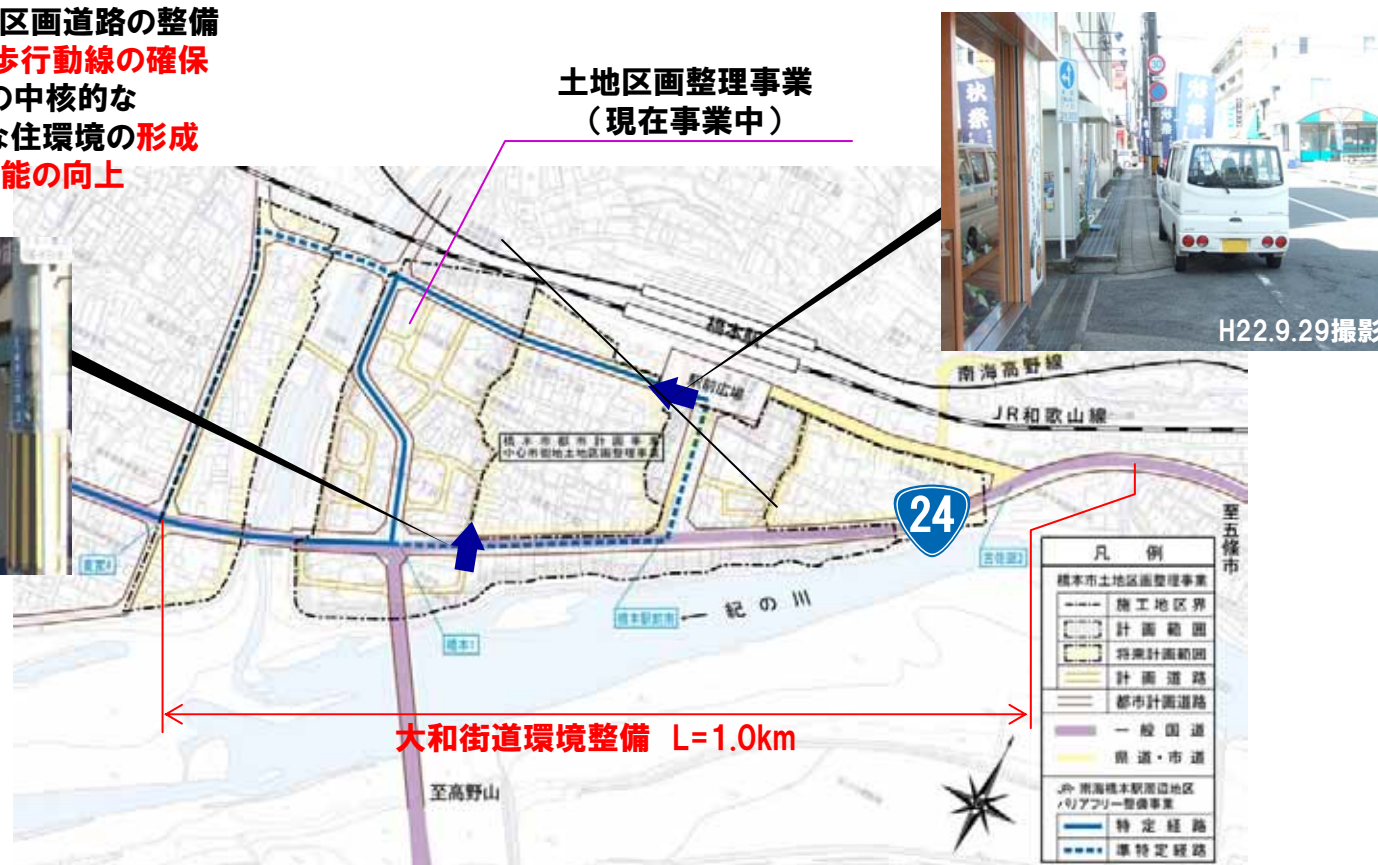 区画道路の整備
歩行動線の確保
の中核的な
な住環境の形成
能の向上
土地区画整理事業
（現在事業中）
秋祭
30
H22.9.29撮影
橋本駅
駅前広場
南海高野線
JR和歌山線
橋本市都市計画事業
中心市街地土地区画整理事業
24
至五條市
橋本駅前南
橋本1
紀の川
大和街道環境整備 L=1.0km
至高野山
凡例
橋本市土地区画整理事業
施工地区界
計画範囲
将来計画範囲
計画道路
都市計画道路
一般国道
県道・市道
JR・南海橋本駅周辺地区
バリアフリー整備事業
特定経路
準特定経路